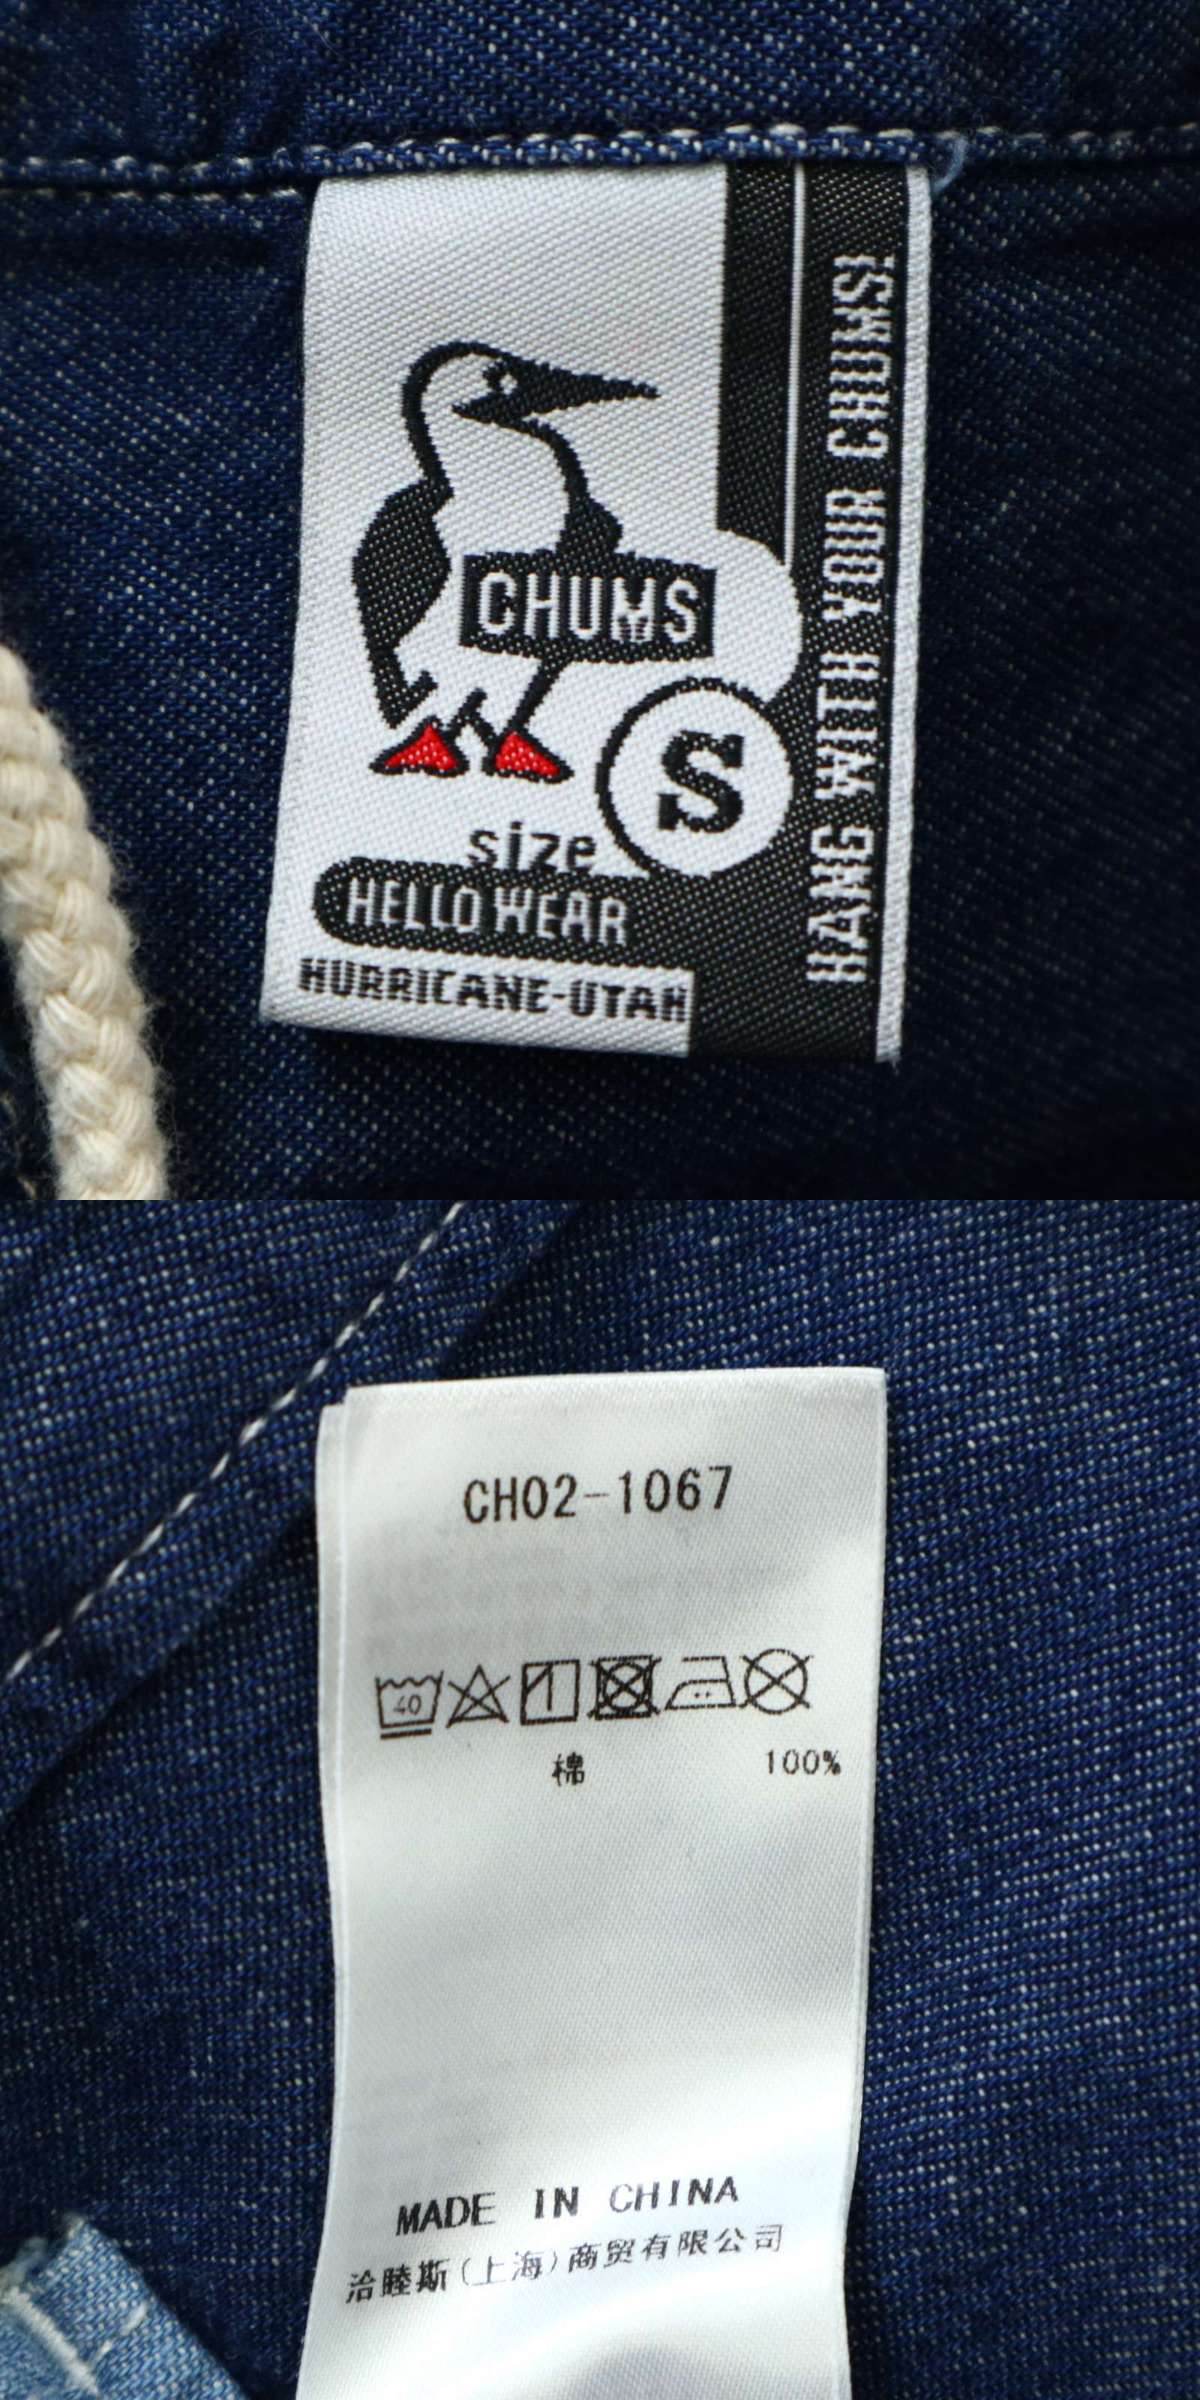 CHUMS
S
size
HELLO WEAR
HURRICANE-UTAH
HANG WITH YOUR CHUMS!
CH02-1067
40
棉 100%
MADE IN CHINA
洽睦斯(上海)商贸有限公司